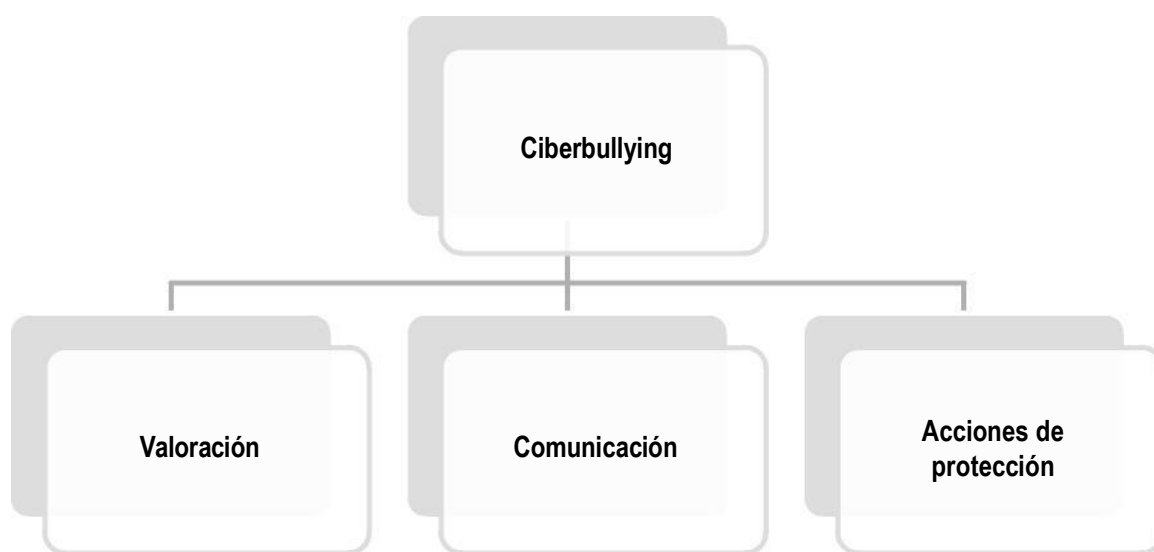 Ciberbullying
Valoración
Comunicación
Acciones de
protección